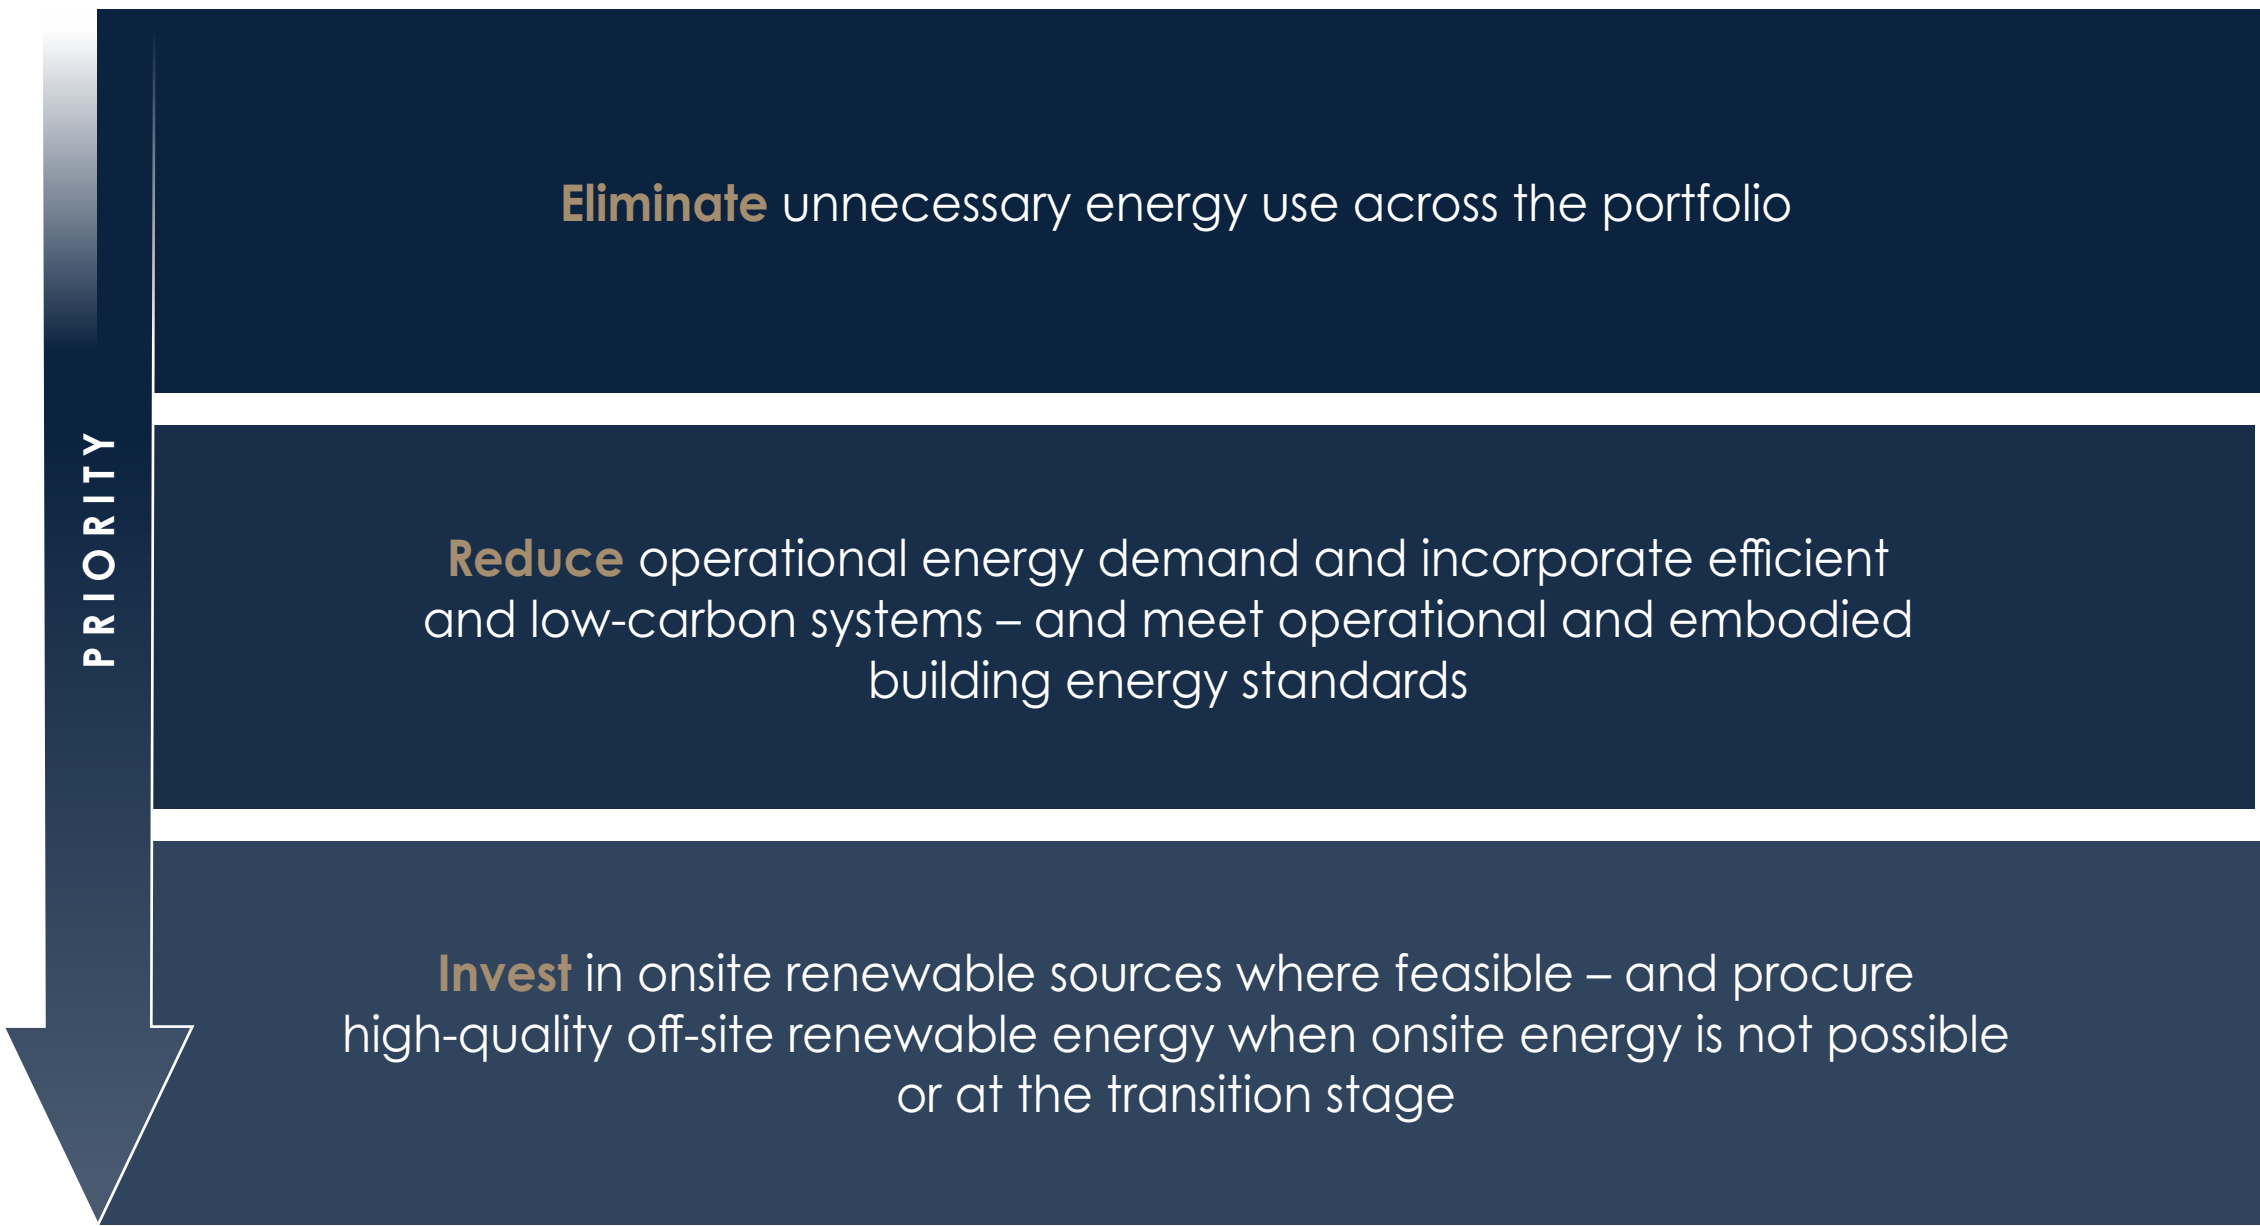 PRIORITY
Eliminate unnecessary energy use across the portfolio
Reduce operational energy demand and incorporate efficient
and low-carbon systems – and meet operational and embodied
building energy standards
Invest in onsite renewable sources where feasible – and procure
high-quality off-site renewable energy when onsite energy is not possible
or at the transition stage